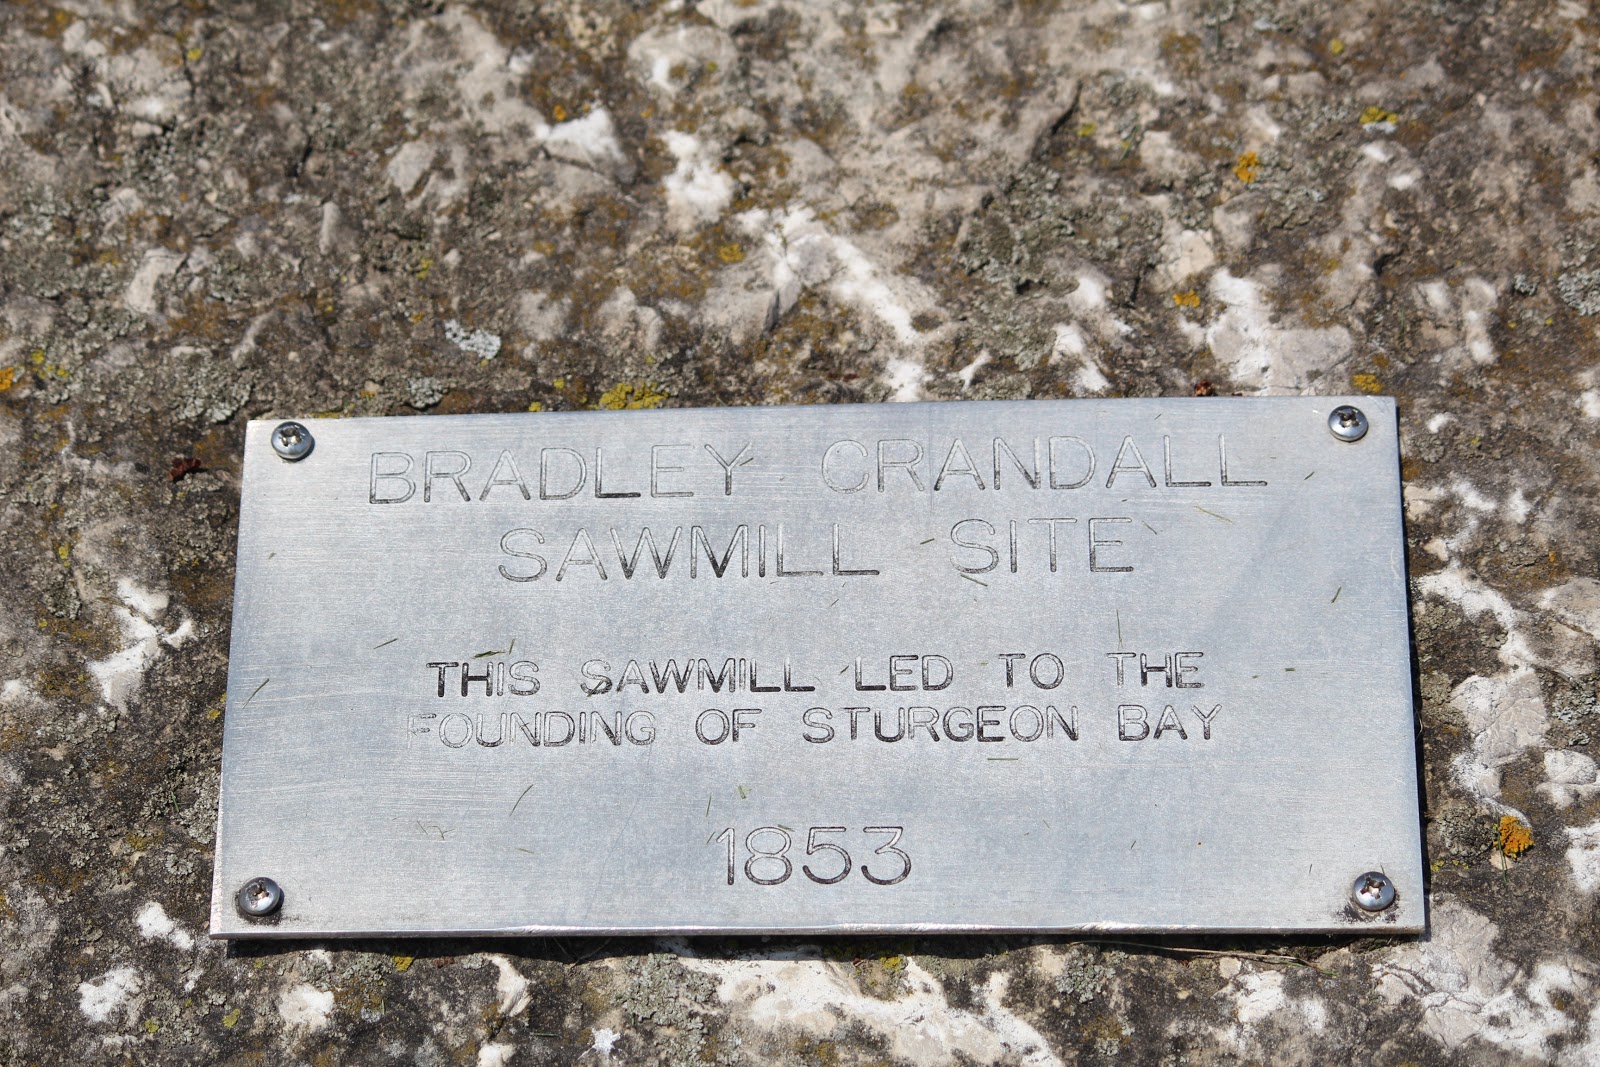 BRADLEY CRANDALL
SAWMILL SITE
THIS SAWMILL LED TO THE
FOUNDING OF STURGEON BAY
1853